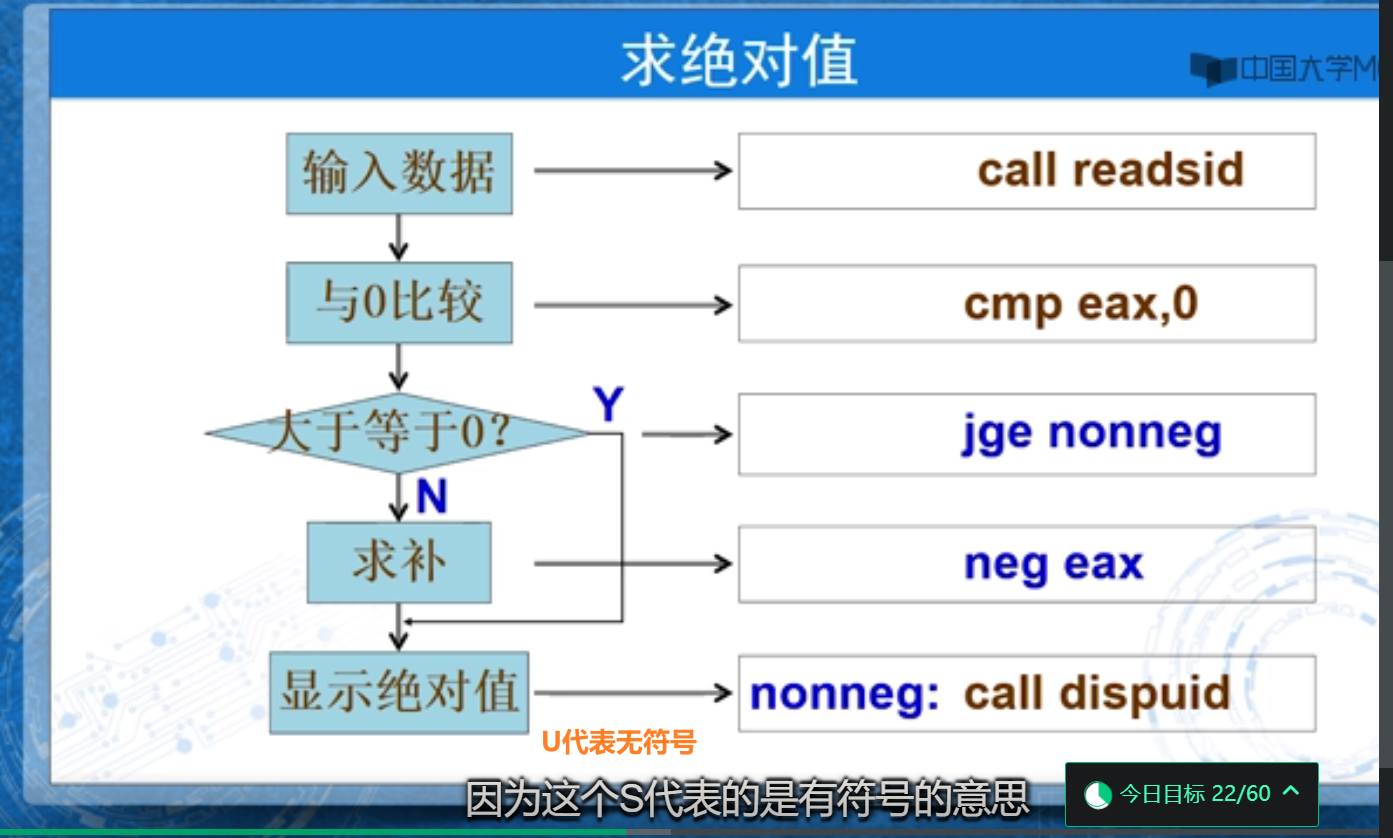 求绝对值
中国大学M
输入数据
call readsid
与0比较
cmp eax,0
大于等于0?
Y
jge nonneg
N
求补
neg eax
显示绝对值
nonneg: call dispuid
U代表无符号
因为这个S代表的是有符号的意思
今日目标 22/60